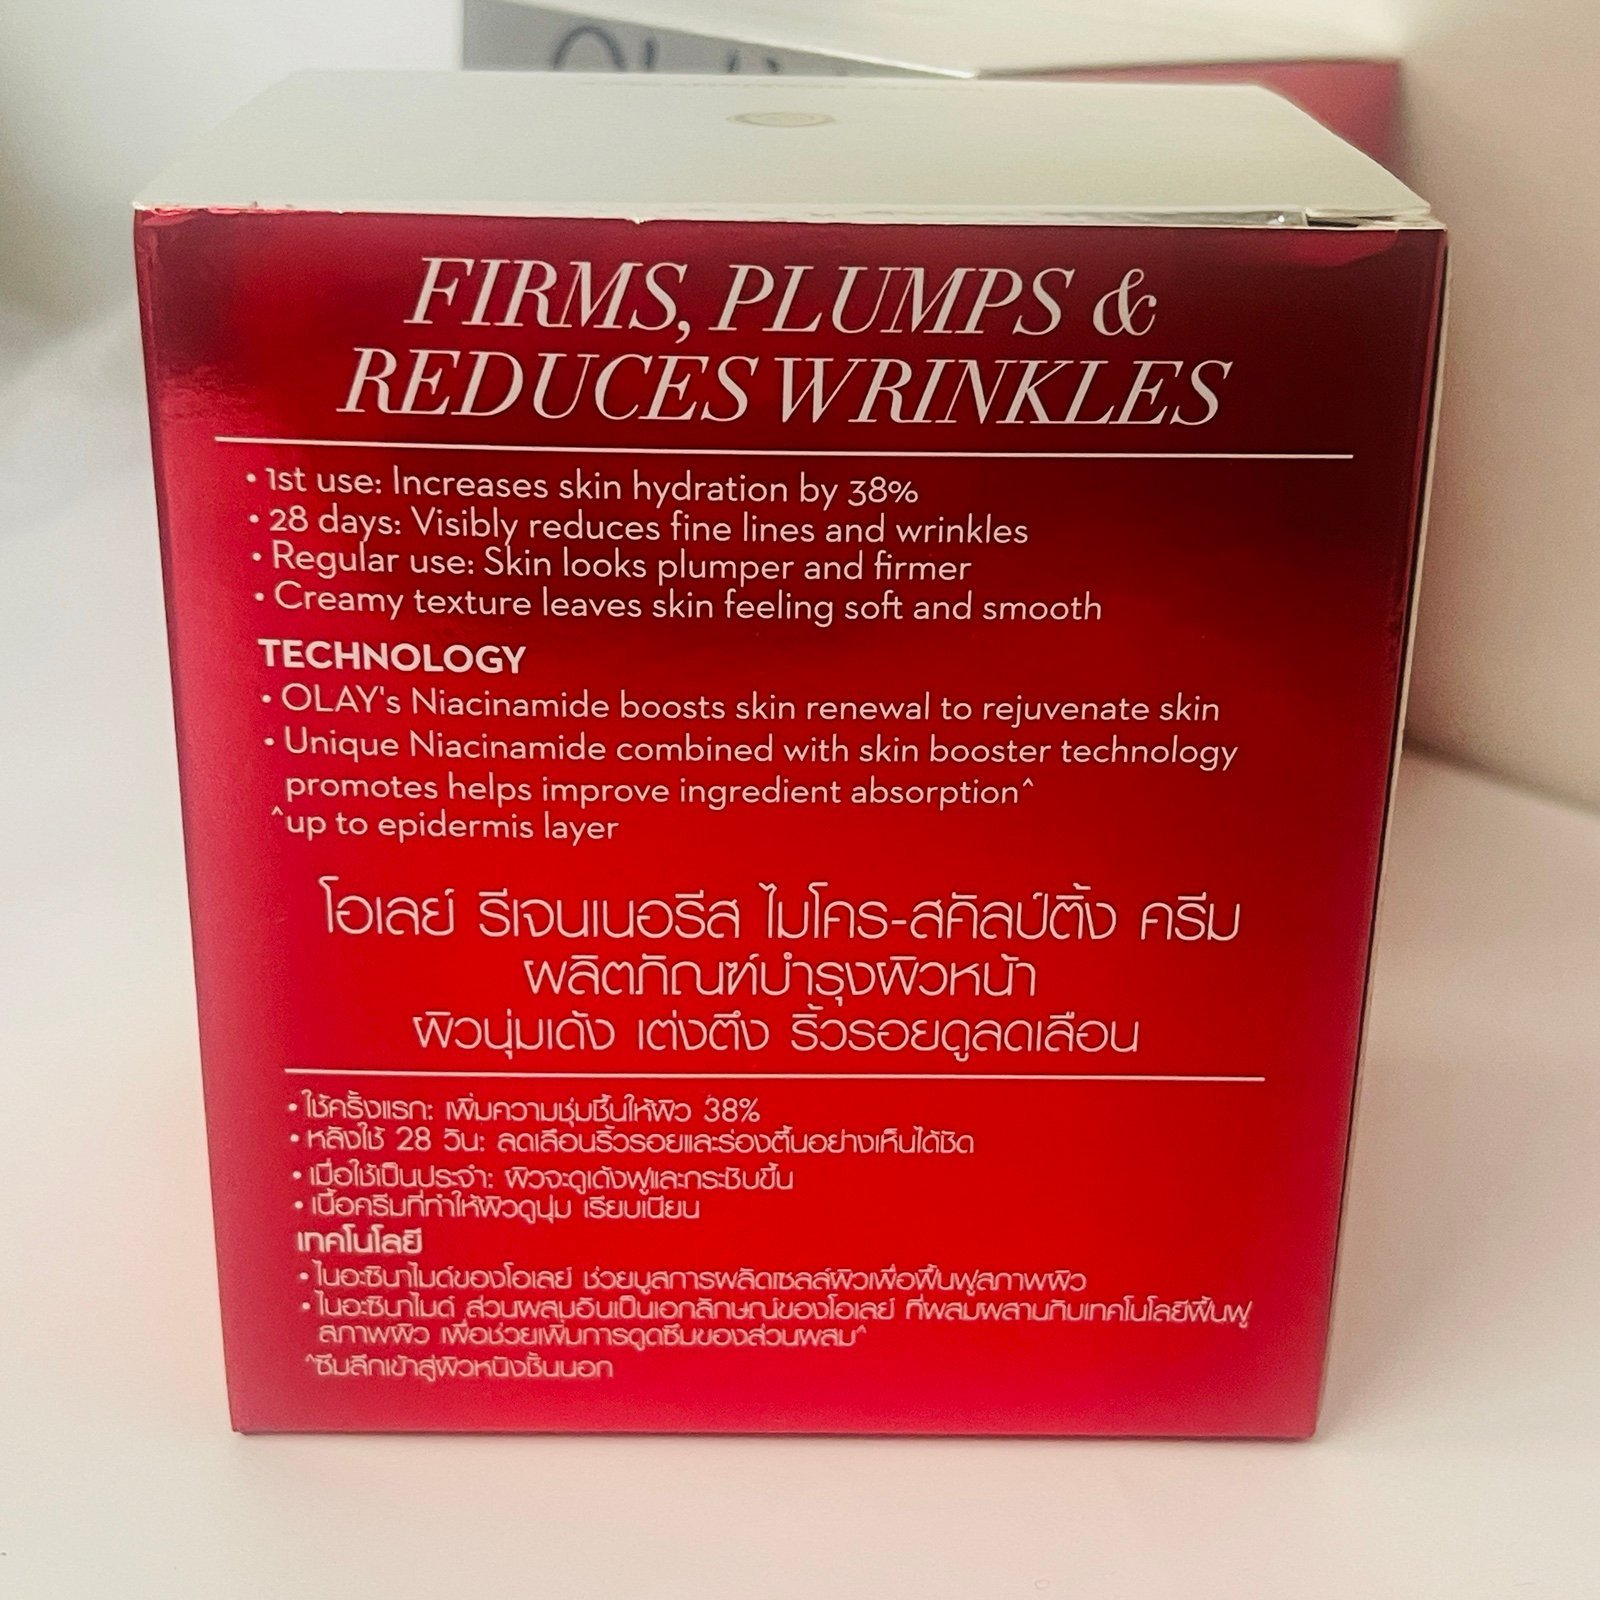 FIRMS, PLUMPS &
REDUCES WRINKLES
• 1st use: Increases skin hydration by 38%
• 28 days: Visibly reduces fine lines and wrinkles
• Regular use: Skin looks plumper and firmer
• Creamy texture leaves skin feeling soft and smooth
TECHNOLOGY
• OLAY's Niacinamide boosts skin renewal to rejuvenate skin
• Unique Niacinamide combined with skin booster technology
promotes helps improve ingredient absorption^
^up to epidermis layer
โอเลย์ รีเจนเนอรีส ไมโคร-สคัลป์ติ้ง ครีม
ผลิตภัณฑ์บำรุงผิวหน้า
ผิวนุ่มเด้ง เต่งตึง ริ้วรอยดูลดเลือน
• ใช้ครั้งแรก: เพิ่มความชุ่มชื้นให้ผิว 38%
• หลังใช้ 28 วัน: ลดเลือนริ้วรอยและร่องตื้นอย่างเห็นได้ชัด
• เมื่อใช้เป็นประจำ: ผิวจะดูเด้งฟูและกระชับขึ้น
• เนื้อครีมที่ทำให้ผิวดูนุ่ม เรียบเนียน
เทคโนโลยี
• ไนอะซินาไมด์ของโอเลย์ ช่วยบูสการผลัดเซลล์ผิวเพื่อฟื้นฟูสภาพผิว
• ไนอะซินาไมด์ ส่วนผสมอันเป็นเอกลักษณ์ของโอเลย์ ที่ผสมผสานกับเทคโนโลยีฟื้นฟู
สภาพผิว เพื่อช่วยเพิ่มการดูดซึมของส่วนผสม^
^ซึมลึกเข้าสู่ผิวหนังชั้นนอก